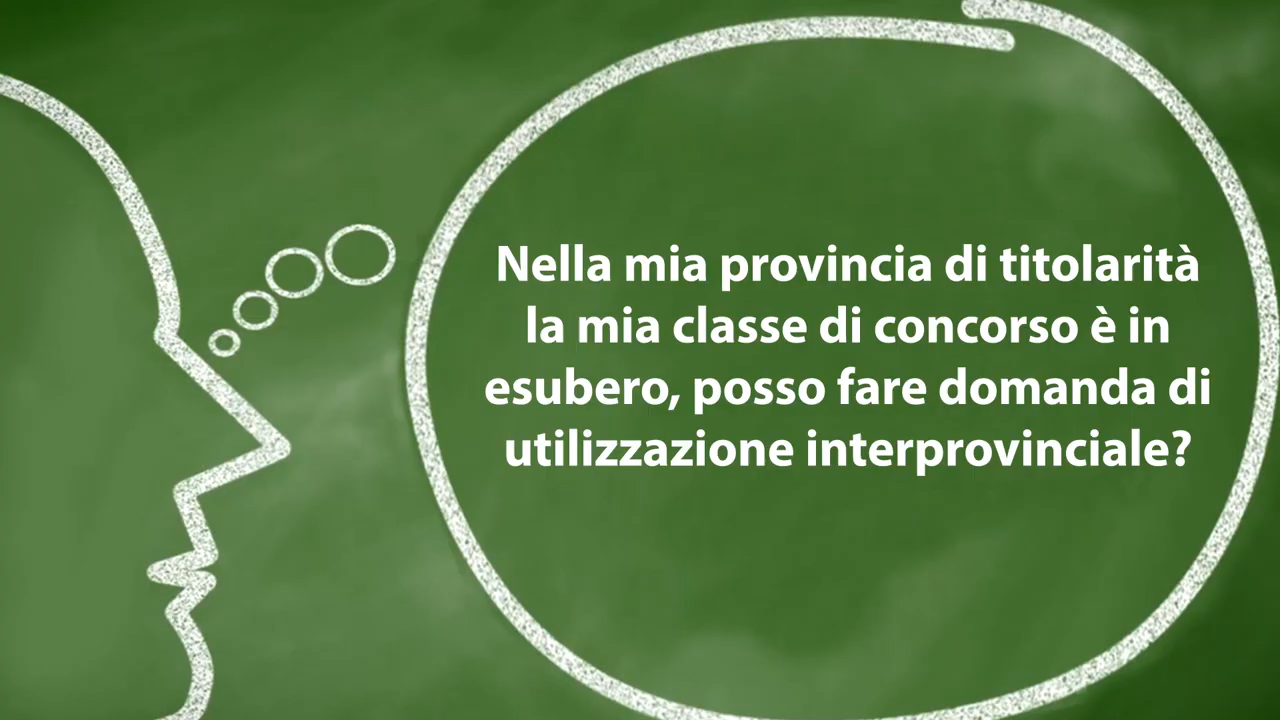 Nella mia provincia di titolarità
la mia classe di concorso è in
esubero, posso fare domanda di
utilizzazione interprovinciale?